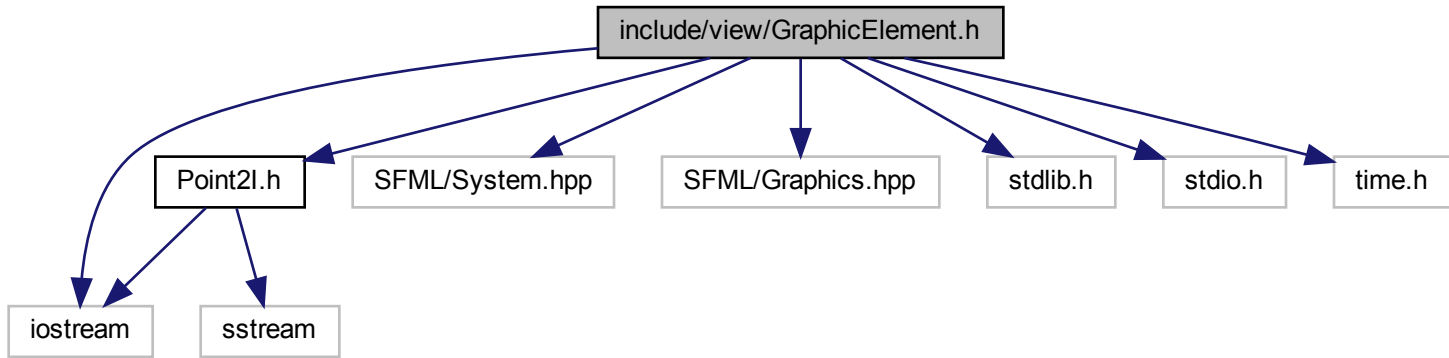 include/view/GraphicElement.h
Point2I.h
SFML/System.hpp
SFML/Graphics.hpp
stdlib.h
stdio.h
time.h
iostream
sstream